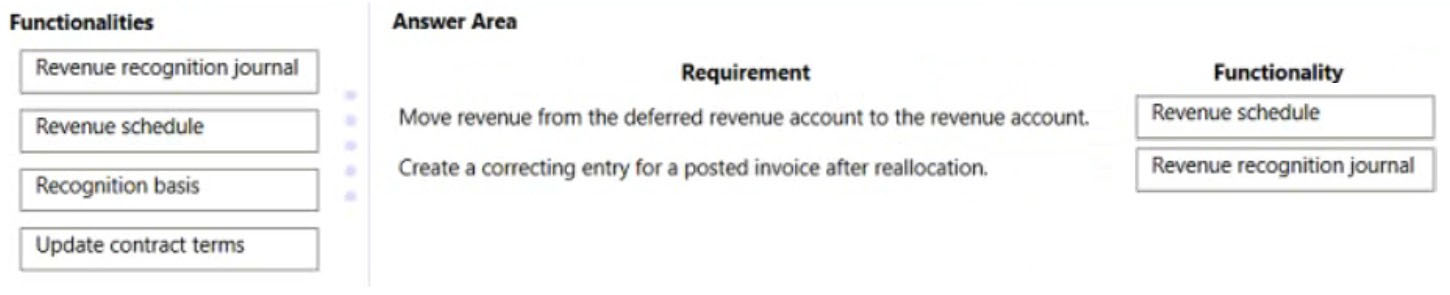 Functionalities
Revenue recognition journal
Revenue schedule
Recognition basis
Update contract terms
Answer Area
Requirement Functionality
Move revenue from the deferred revenue account to the revenue account. Revenue schedule
Create a correcting entry for a posted invoice after reallocation. Revenue recognition journal